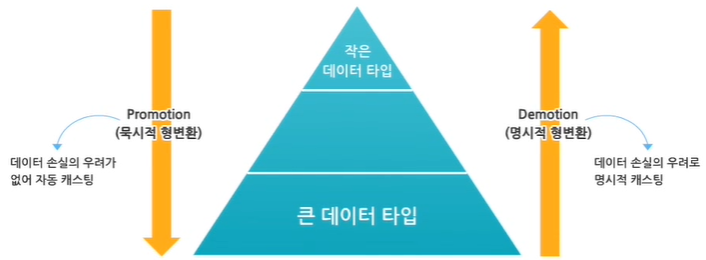 작은
데이터 타입
Promotion
(묵시적 형변환)
데이터 손실의 우려가
없어 자동 캐스팅
Demotion
(명시적 형변환)
데이터 손실의 우려로
명시적 캐스팅
큰 데이터 타입